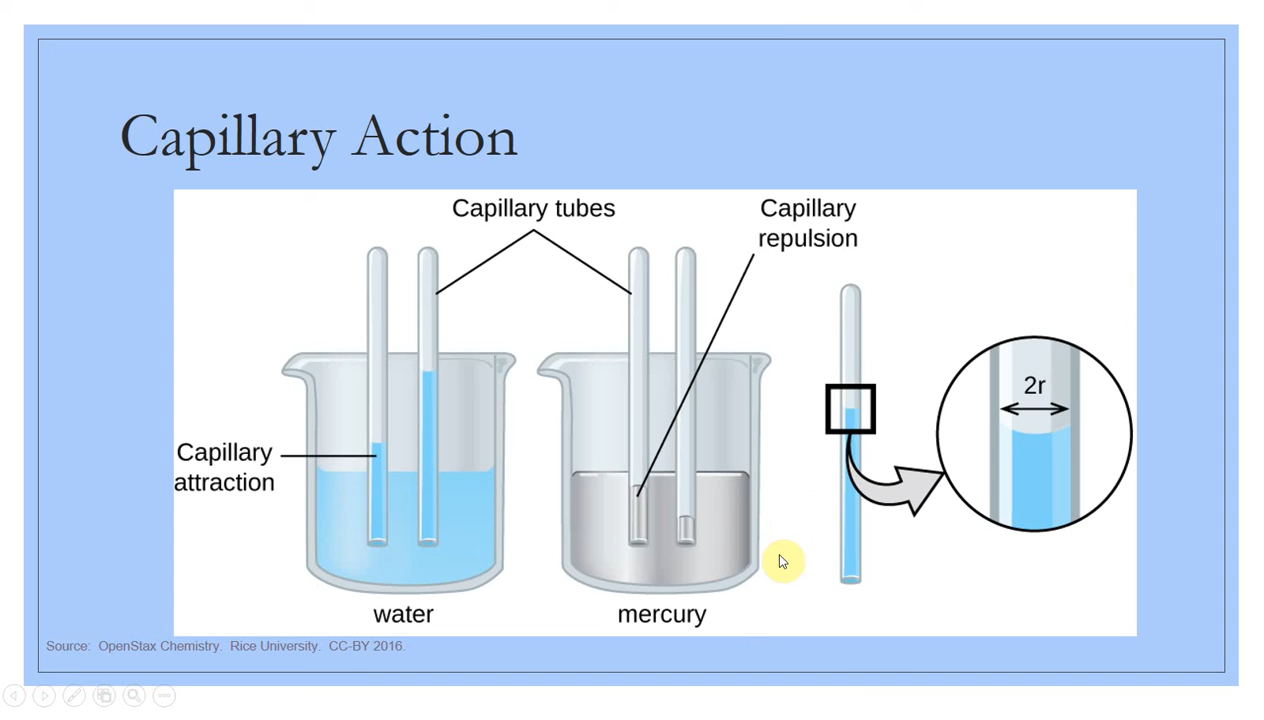 Capillary Action
Capillary tubes
Capillary
repulsion
2r
Capillary
attraction
water
mercury
Source:  OpenStax Chemistry.  Rice University.  CC-BY 2016.